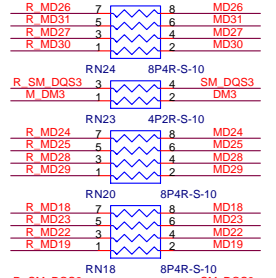 R_MD26 7 8 MD26
R_MD31 5 6 MD31
R_MD27 3 4 MD27
R_MD30 1 2 MD30
RN24 8P4R-S-10
R_SM_DQS3 3 4 SM_DQS3
M_DM3 1 2 DM3
RN23 4P2R-S-10
R_MD24 7 8 MD24
R_MD25 5 6 MD25
R_MD28 3 4 MD28
R_MD29 1 2 MD29
RN20 8P4R-S-10
R_MD18 7 8 MD18
R_MD23 5 6 MD23
R_MD22 3 4 MD22
R_MD19 1 2 MD19
RN18 8P4R-S-10